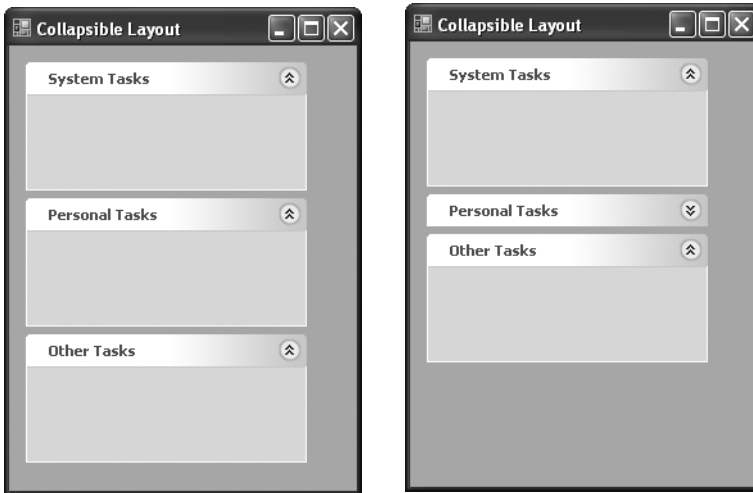 Collapsible Layout
System Tasks
Personal Tasks
Other Tasks
Collapsible Layout
System Tasks
Personal Tasks
Other Tasks